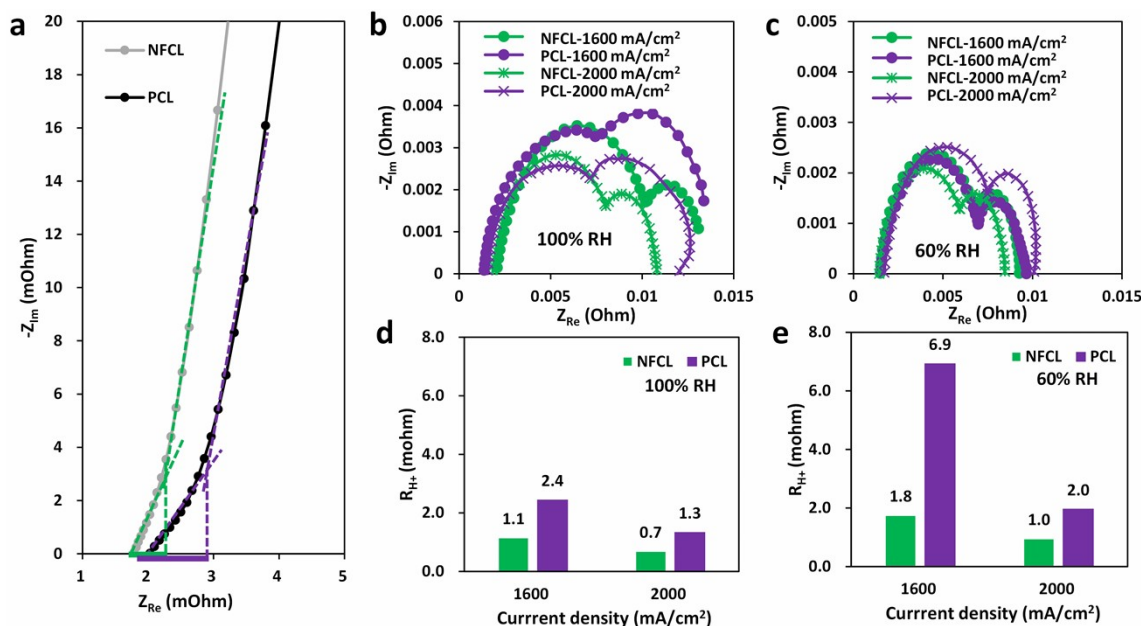 a
20
18
16
14
12
10
8
6
4
2
0
-Z_Im (mOhm)
NFCL
PCL
1 2 3 4 5
Z_Re (mOhm)
b
0.006
0.005
0.004
0.003
0.002
0.001
0
-Z_Im (Ohm)
NFCL-1600 mA/cm²
PCL-1600 mA/cm²
NFCL-2000 mA/cm²
PCL-2000 mA/cm²
100% RH
0 0.005 0.01 0.015
Z_Re (Ohm)
c
0.005
0.004
0.003
0.002
0.001
0
-Z_Im (Ohm)
NFCL-1600 mA/cm²
PCL-1600 mA/cm²
NFCL-2000 mA/cm²
PCL-2000 mA/cm²
60% RH
0 0.005 0.01 0.015
Z_Re (Ohm)
d
8.0
6.0
4.0
2.0
0.0
R_H+ (mohm)
NFCL PCL
100% RH
1.1
2.4
0.7
1.3
1600 2000
Currrent density (mA/cm²)
e
8.0
6.0
4.0
2.0
0.0
R_H+ (mohm)
NFCL PCL
60% RH
1.8
6.9
1.0
2.0
1600 2000
Currrent density (mA/cm²)